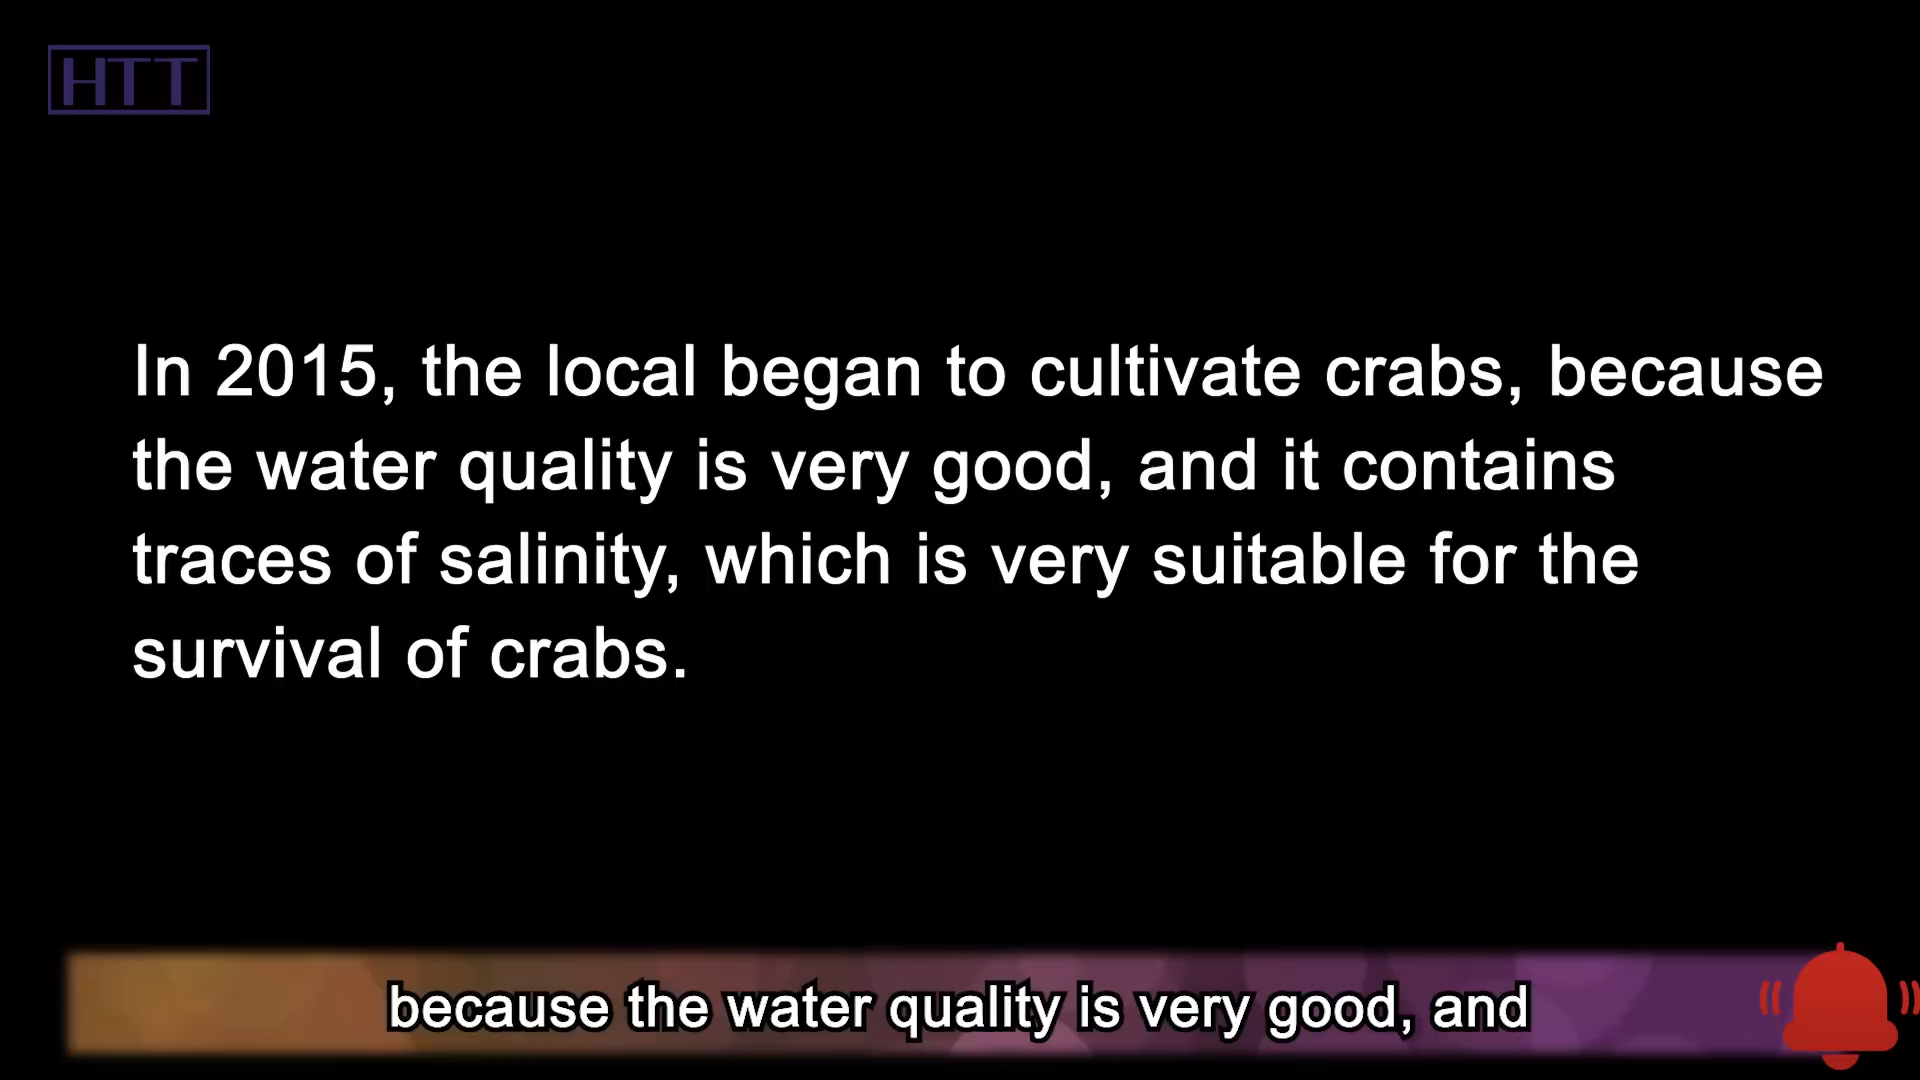 HTT
In 2015, the local began to cultivate crabs, because
the water quality is very good, and it contains
traces of salinity, which is very suitable for the
survival of crabs.
because the water quality is very good, and